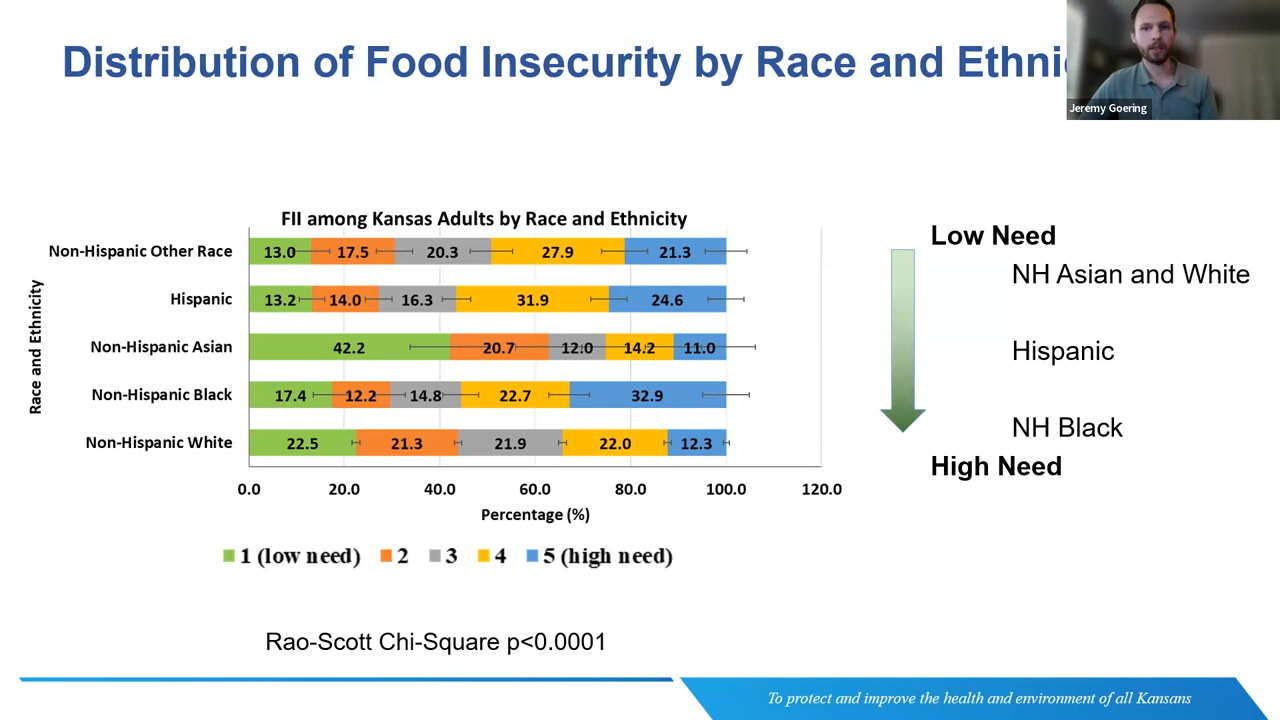 Distribution of Food Insecurity by Race and Ethni
Jeremy Goering
FII among Kansas Adults by Race and Ethnicity
Race and Ethnicity
Non-Hispanic Other Race 13.0 17.5 20.3 27.9 21.3
Hispanic 13.2 14.0 16.3 31.9 24.6
Non-Hispanic Asian 42.2 20.7 12.0 14.2 11.0
Non-Hispanic Black 17.4 12.2 14.8 22.7 32.9
Non-Hispanic White 22.5 21.3 21.9 22.0 12.3
0.0 20.0 40.0 60.0 80.0 100.0 120.0
Percentage (%)
1 (low need) 2 3 4 5 (high need)
Low Need
NH Asian and White
Hispanic
NH Black
High Need
Rao-Scott Chi-Square p<0.0001
To protect and improve the health and environment of all Kansans